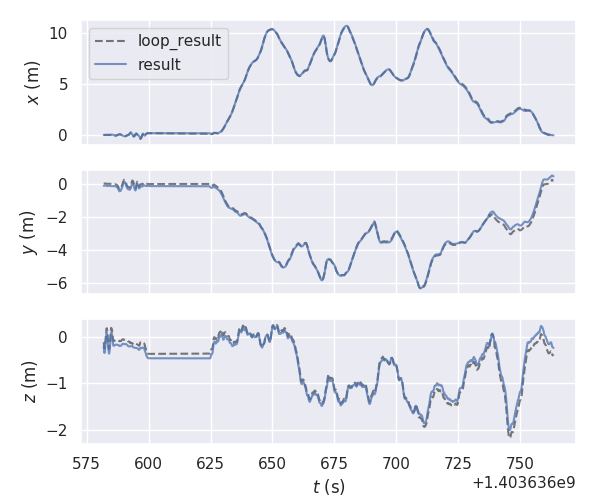 10
5
0
x (m)
loop_result
result
0
−2
−4
−6
y (m)
0
−1
−2
z (m)
575 600 625 650 675 700 725 750
t (s)
+1.403636e9